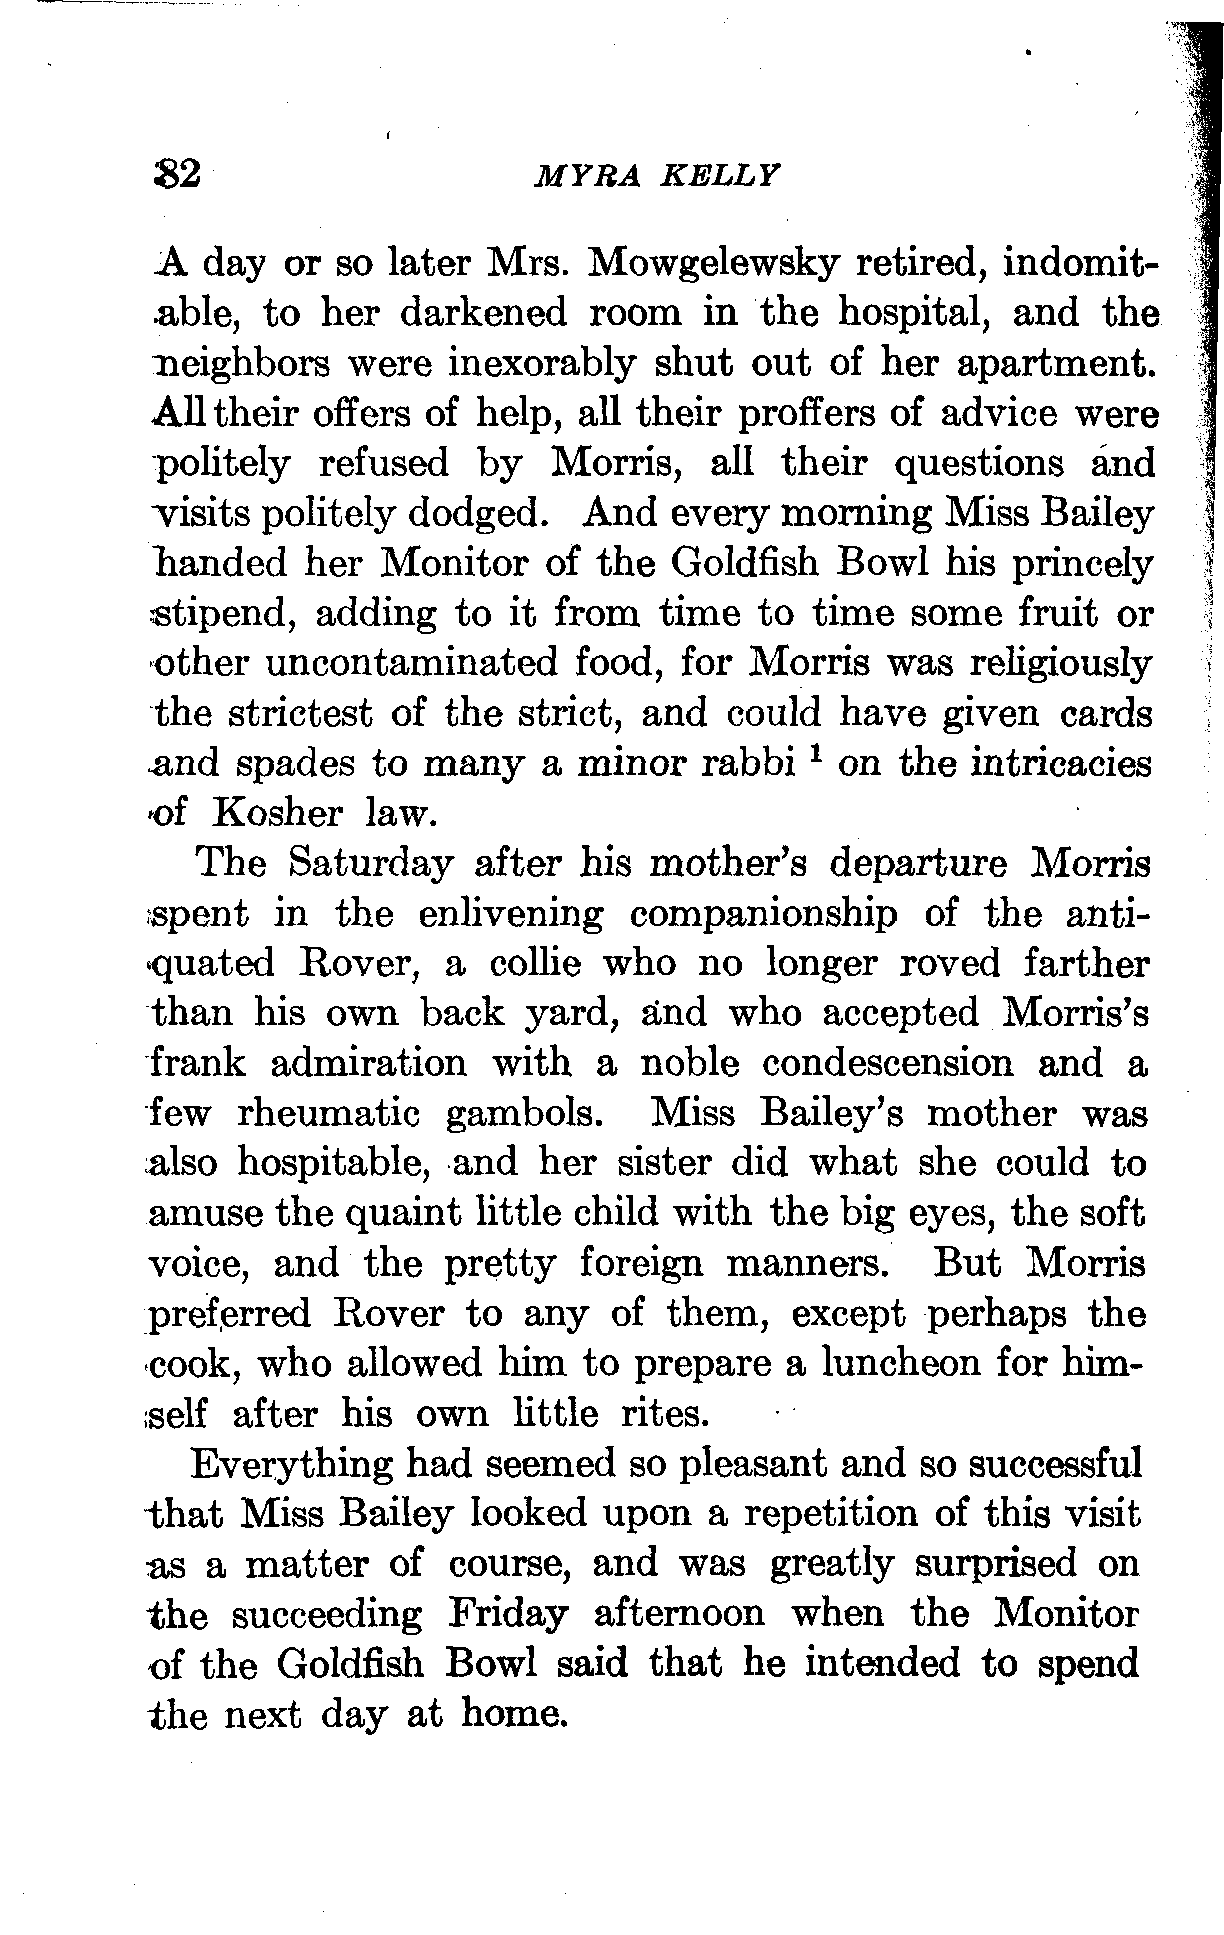 82 MYRA KELLY
A day or so later Mrs. Mowgelewsky retired, indomit-
able, to her darkened room in the hospital, and the
neighbors were inexorably shut out of her apartment.
All their offers of help, all their proffers of advice were
politely refused by Morris, all their questions and
visits politely dodged. And every morning Miss Bailey
handed her Monitor of the Goldfish Bowl his princely
stipend, adding to it from time to time some fruit or
other uncontaminated food, for Morris was religiously
the strictest of the strict, and could have given cards
and spades to many a minor rabbi ¹ on the intricacies
of Kosher law.
The Saturday after his mother's departure Morris
spent in the enlivening companionship of the anti-
quated Rover, a collie who no longer roved farther
than his own back yard, and who accepted Morris's
frank admiration with a noble condescension and a
few rheumatic gambols. Miss Bailey's mother was
also hospitable, and her sister did what she could to
amuse the quaint little child with the big eyes, the soft
voice, and the pretty foreign manners. But Morris
preferred Rover to any of them, except perhaps the
cook, who allowed him to prepare a luncheon for him-
self after his own little rites.
Everything had seemed so pleasant and so successful
that Miss Bailey looked upon a repetition of this visit
as a matter of course, and was greatly surprised on
the succeeding Friday afternoon when the Monitor
of the Goldfish Bowl said that he intended to spend
the next day at home.